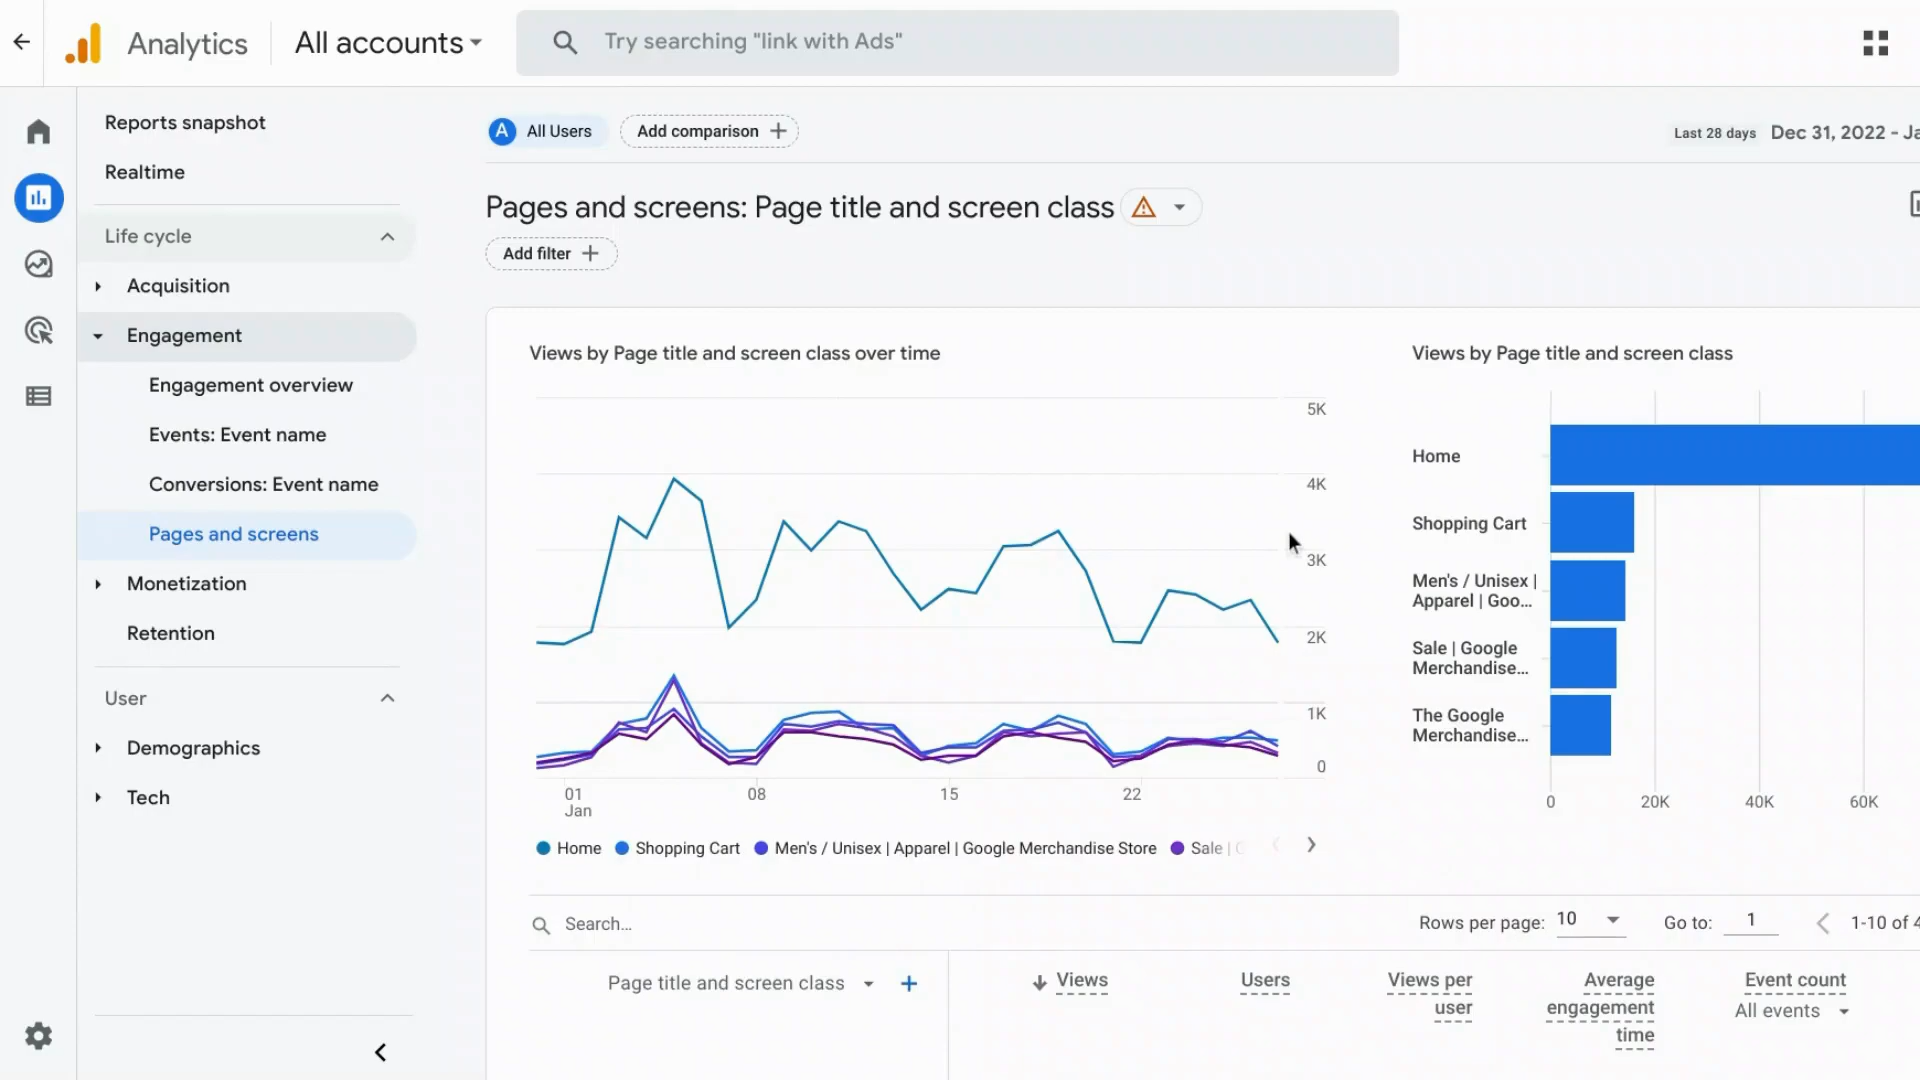 Analytics
All accounts
Try searching "link with Ads"
Reports snapshot
Realtime
Life cycle
Acquisition
Engagement
Engagement overview
Events: Event name
Conversions: Event name
Pages and screens
Monetization
Retention
User
Demographics
Tech
A All Users
Add comparison +
Last 28 days Dec 31, 2022 - Ja
Pages and screens: Page title and screen class
Add filter +
Views by Page title and screen class over time
5K
4K
3K
2K
1K
0
01
Jan
08
15
22
Home
Shopping Cart
Men's / Unisex | Apparel | Google Merchandise Store
Sale |
Views by Page title and screen class
Home
Shopping Cart
Men's / Unisex |
Apparel | Goo...
Sale | Google
Merchandise...
The Google
Merchandise...
0
20K
40K
60K
Search...
Rows per page: 10
Go to: 1
1-10 of 4
Page title and screen class
+
Views
Users
Views per
user
Average
engagement
time
Event count
All events